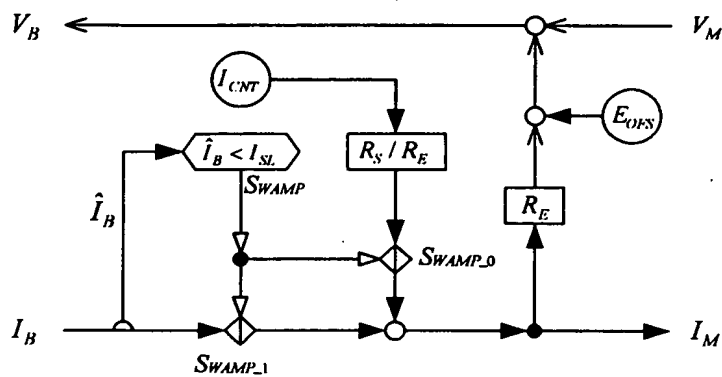 V_B V_M
I_CNT
E_OFS
Î_B < I_SL
R_S / R_E
S_WAMP
Î_B
R_E
S_WAMP_0
I_B I_M
S_WAMP_1